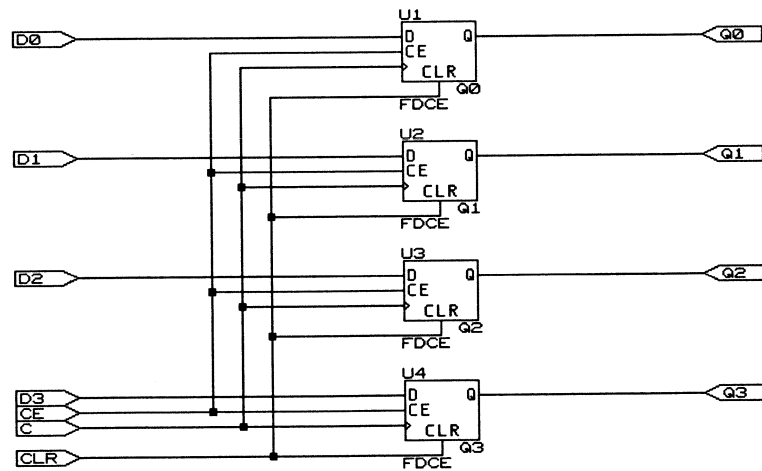 U1
D0 D Q Q0
CE
CLR
Q0
FDCE
U2
D1 D Q Q1
CE
CLR
Q1
FDCE
U3
D2 D Q Q2
CE
CLR
Q2
FDCE
U4
D3 D Q Q3
CE CE
C CLR
Q3
CLR FDCE